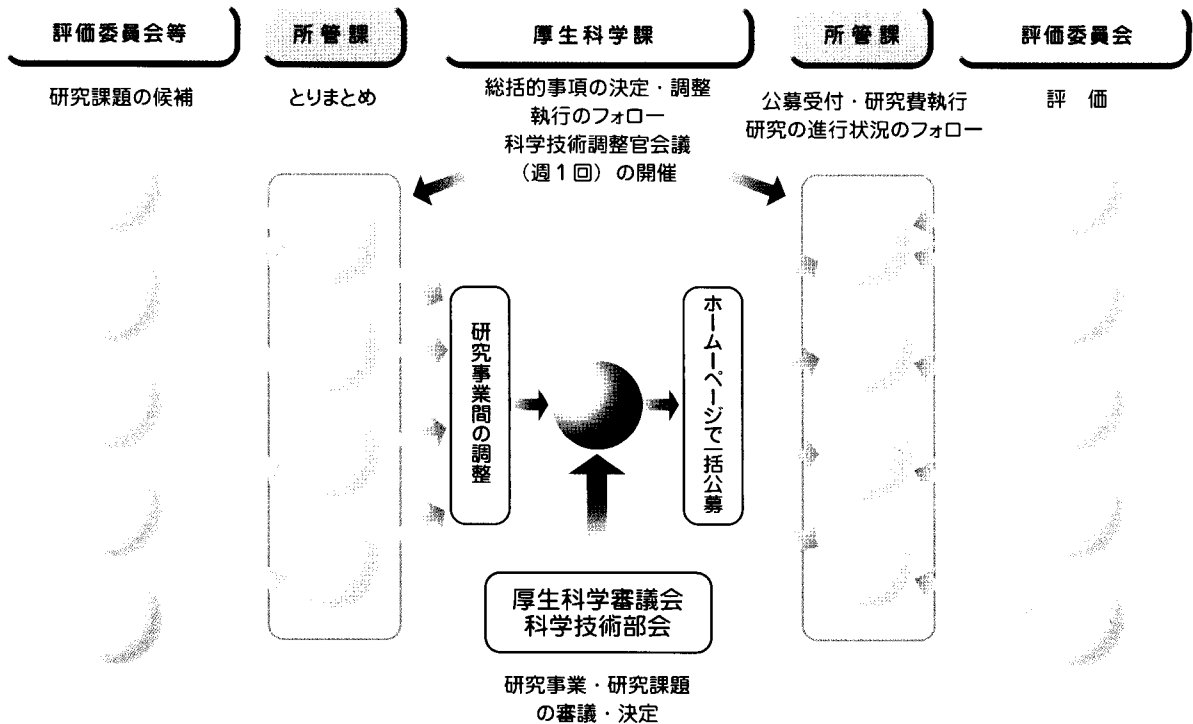 評価委員会等
所管課
厚生科学課
所管課
評価委員会
研究課題の候補
とりまとめ
総括的事項の決定・調整
執行のフォロー
科学技術調整官会議
（週１回）の開催
公募受付・研究費執行
研究の進行状況のフォロー
評　価
研究事業間の調整
ホームーページで一括公募
厚生科学審議会
科学技術部会
研究事業・研究課題
の審議・決定